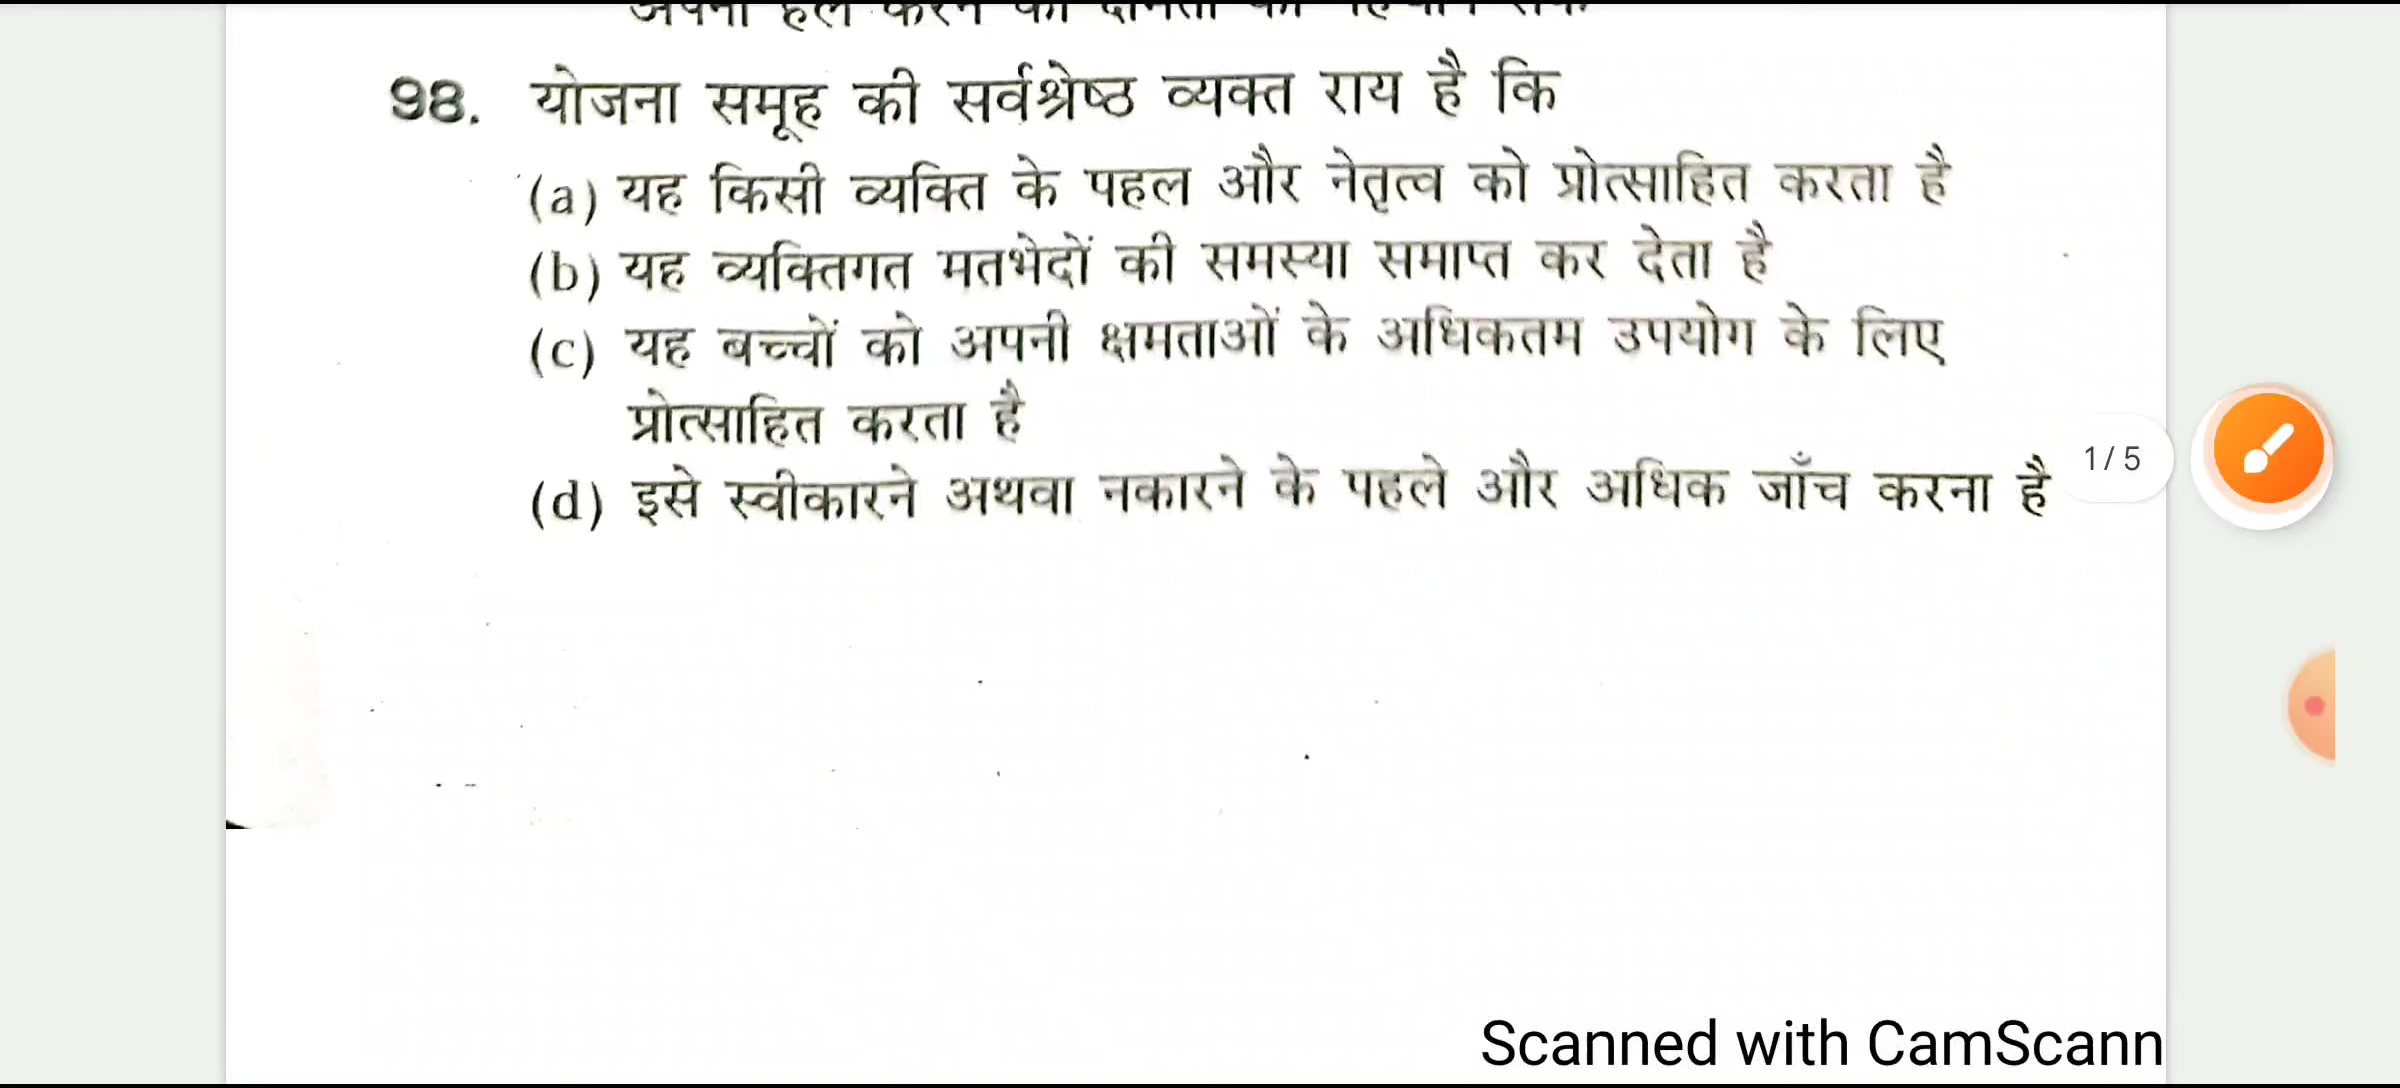 98. योजना समूह की सर्वश्रेष्ठ व्यक्त राय है कि
(a) यह किसी व्यक्ति के पहल और नेतृत्व को प्रोत्साहित करता है
(b) यह व्यक्तिगत मतभेदों की समस्या समाप्त कर देता है
(c) यह बच्चों को अपनी क्षमताओं के अधिकतम उपयोग के लिए
प्रोत्साहित करता है
(d) इसे स्वीकारने अथवा नकारने के पहले और अधिक जाँच करना है
1/5
Scanned with CamScann